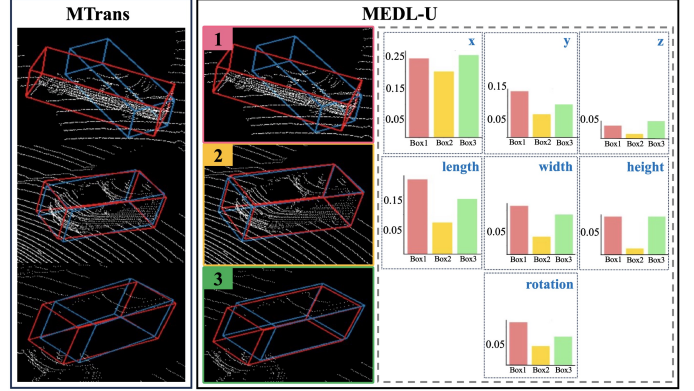 MTrans
MEDL-U
1
2
3
x
0.25
0.15
0.05
Box1 Box2 Box3
y
0.15
0.05
Box1 Box2 Box3
z
0.05
Box1 Box2 Box3
length
0.15
0.05
Box1 Box2 Box3
width
0.05
Box1 Box2 Box3
height
0.05
Box1 Box2 Box3
rotation
0.05
Box1 Box2 Box3